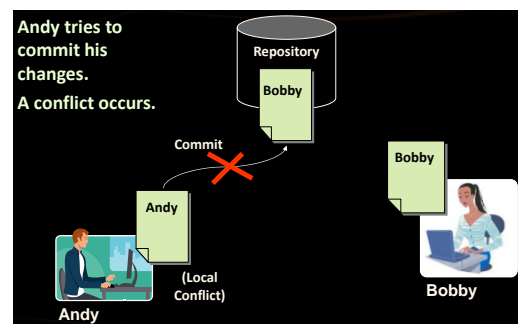 Andy tries to
commit his
changes.
A conflict occurs.
Repository
Bobby
Commit
Bobby
Andy
(Local
Conflict)
Andy
Bobby